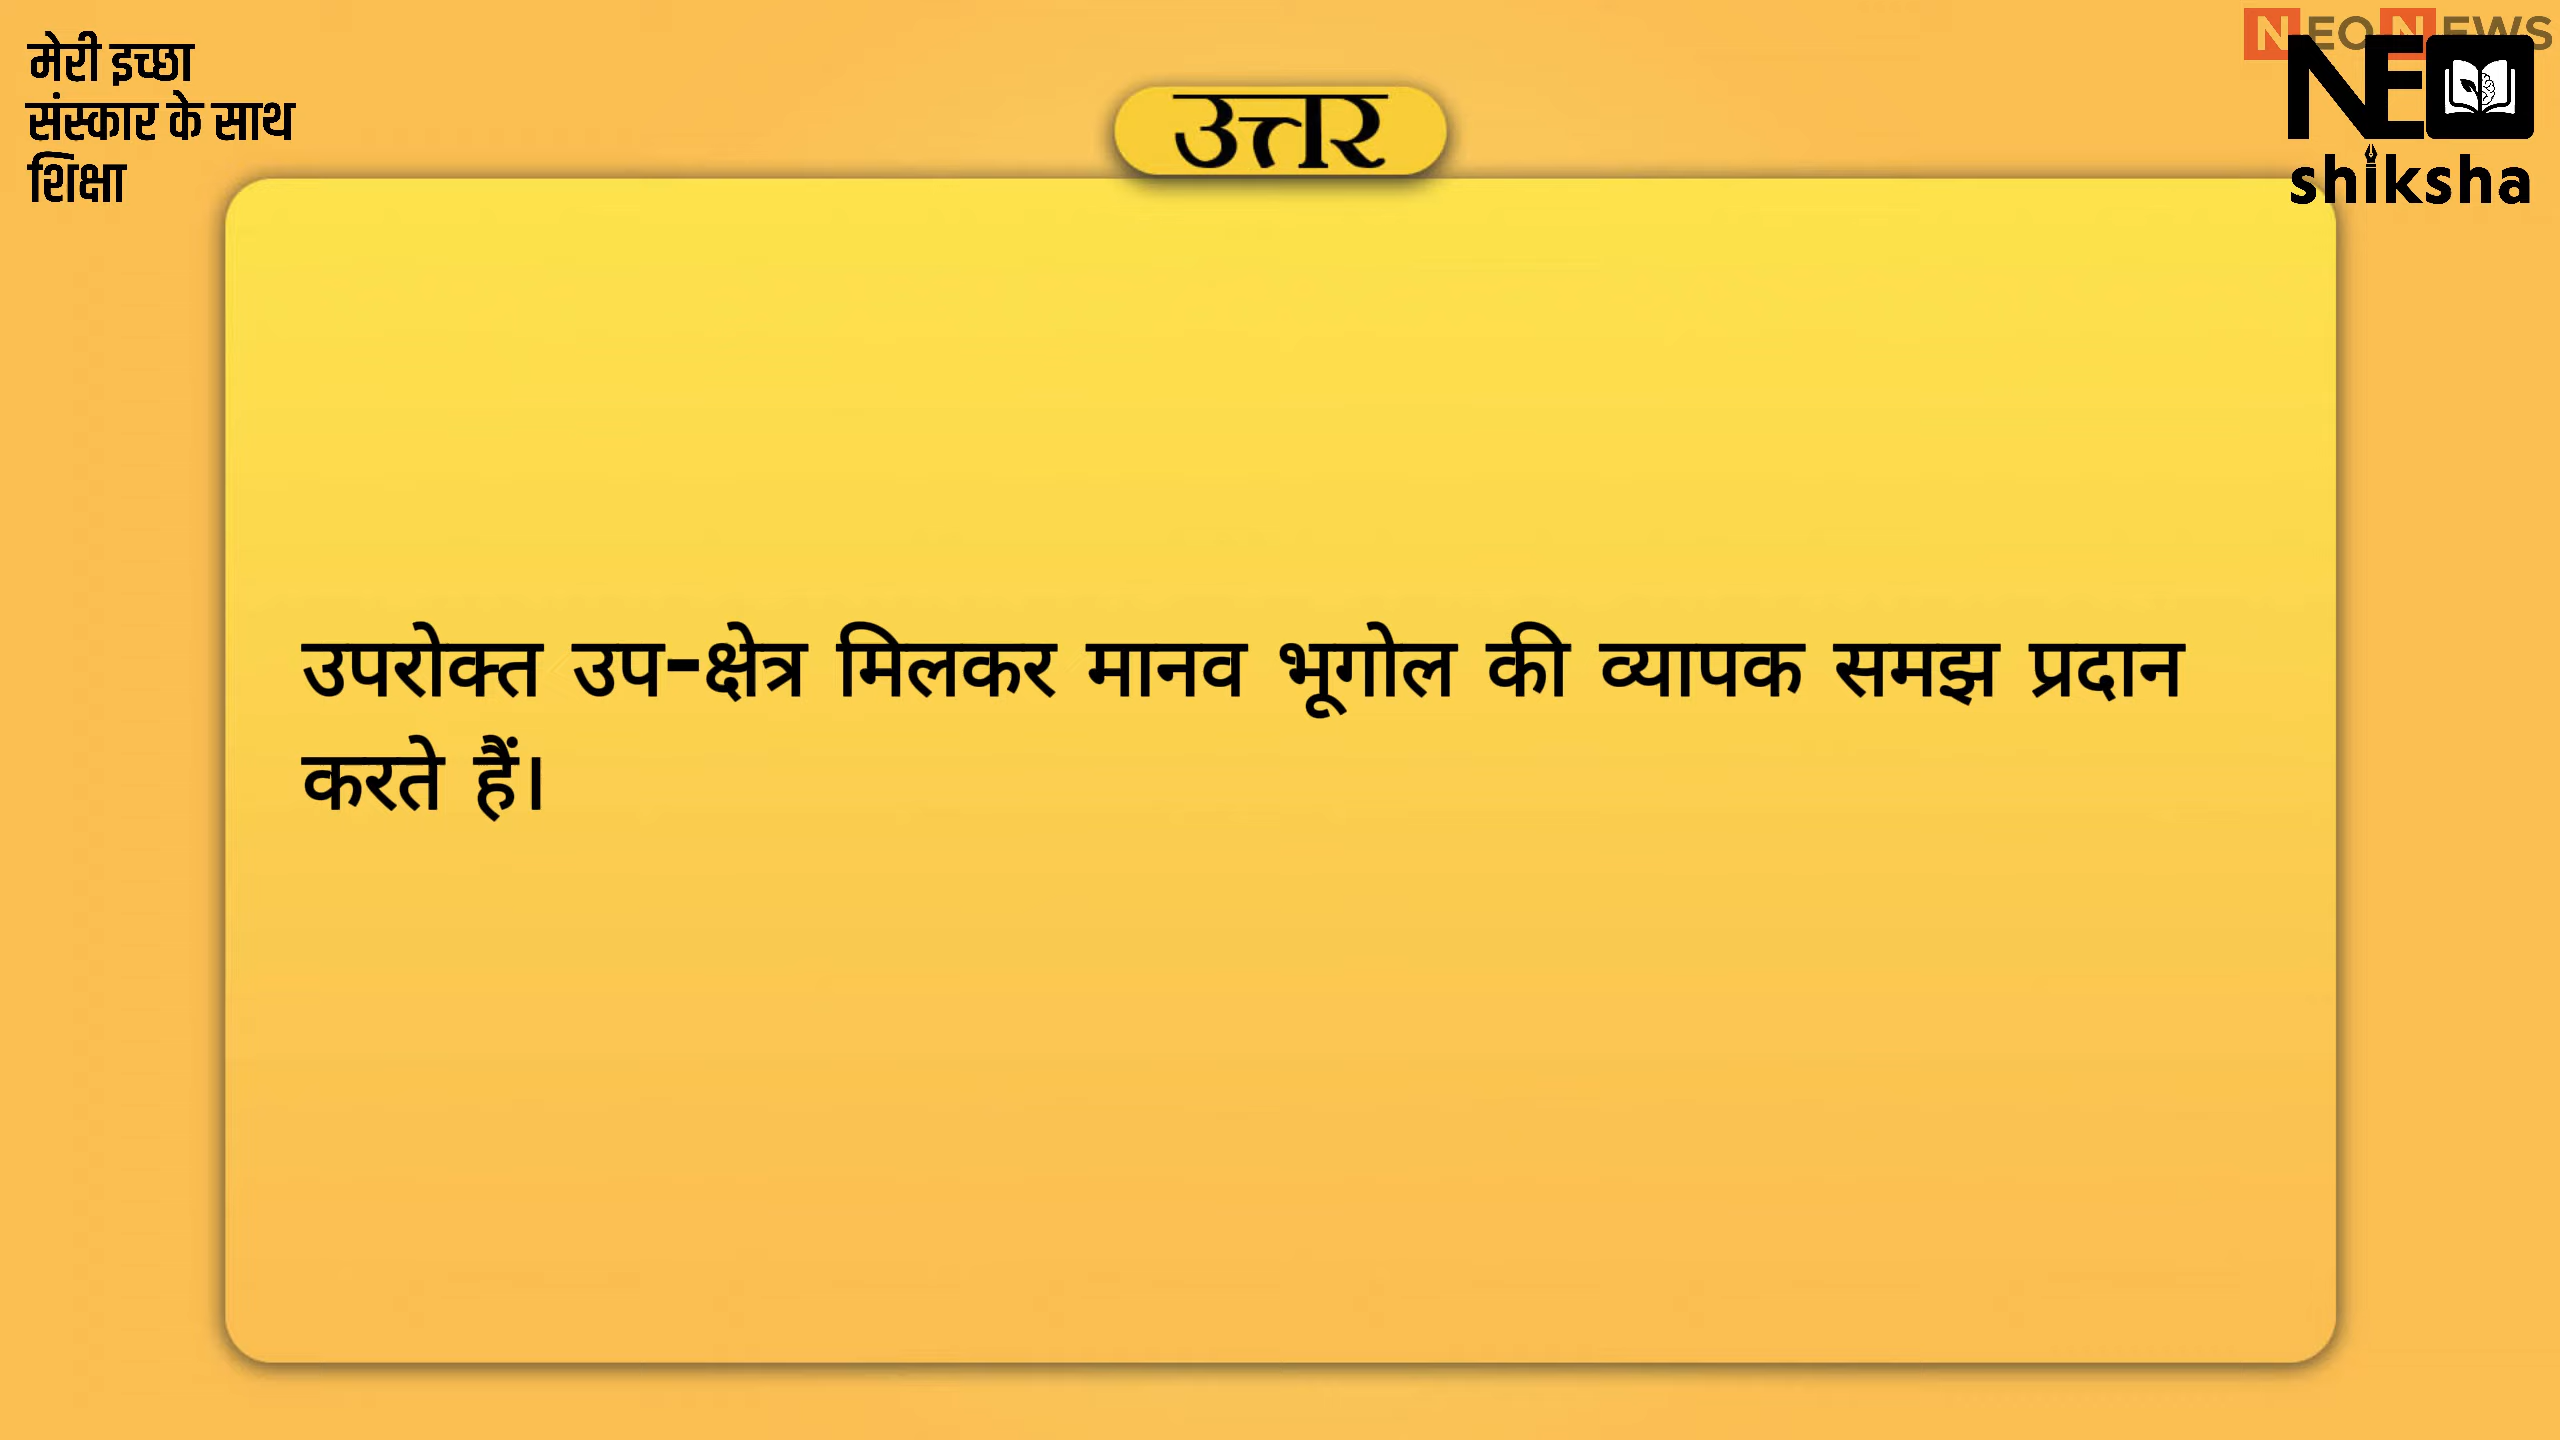 मेरी इच्छा
संस्कार के साथ
शिक्षा
NEO NEWS
NEO
shiksha
उत्तर
उपरोक्त उप-क्षेत्र मिलकर मानव भूगोल की व्यापक समझ प्रदान
करते हैं।